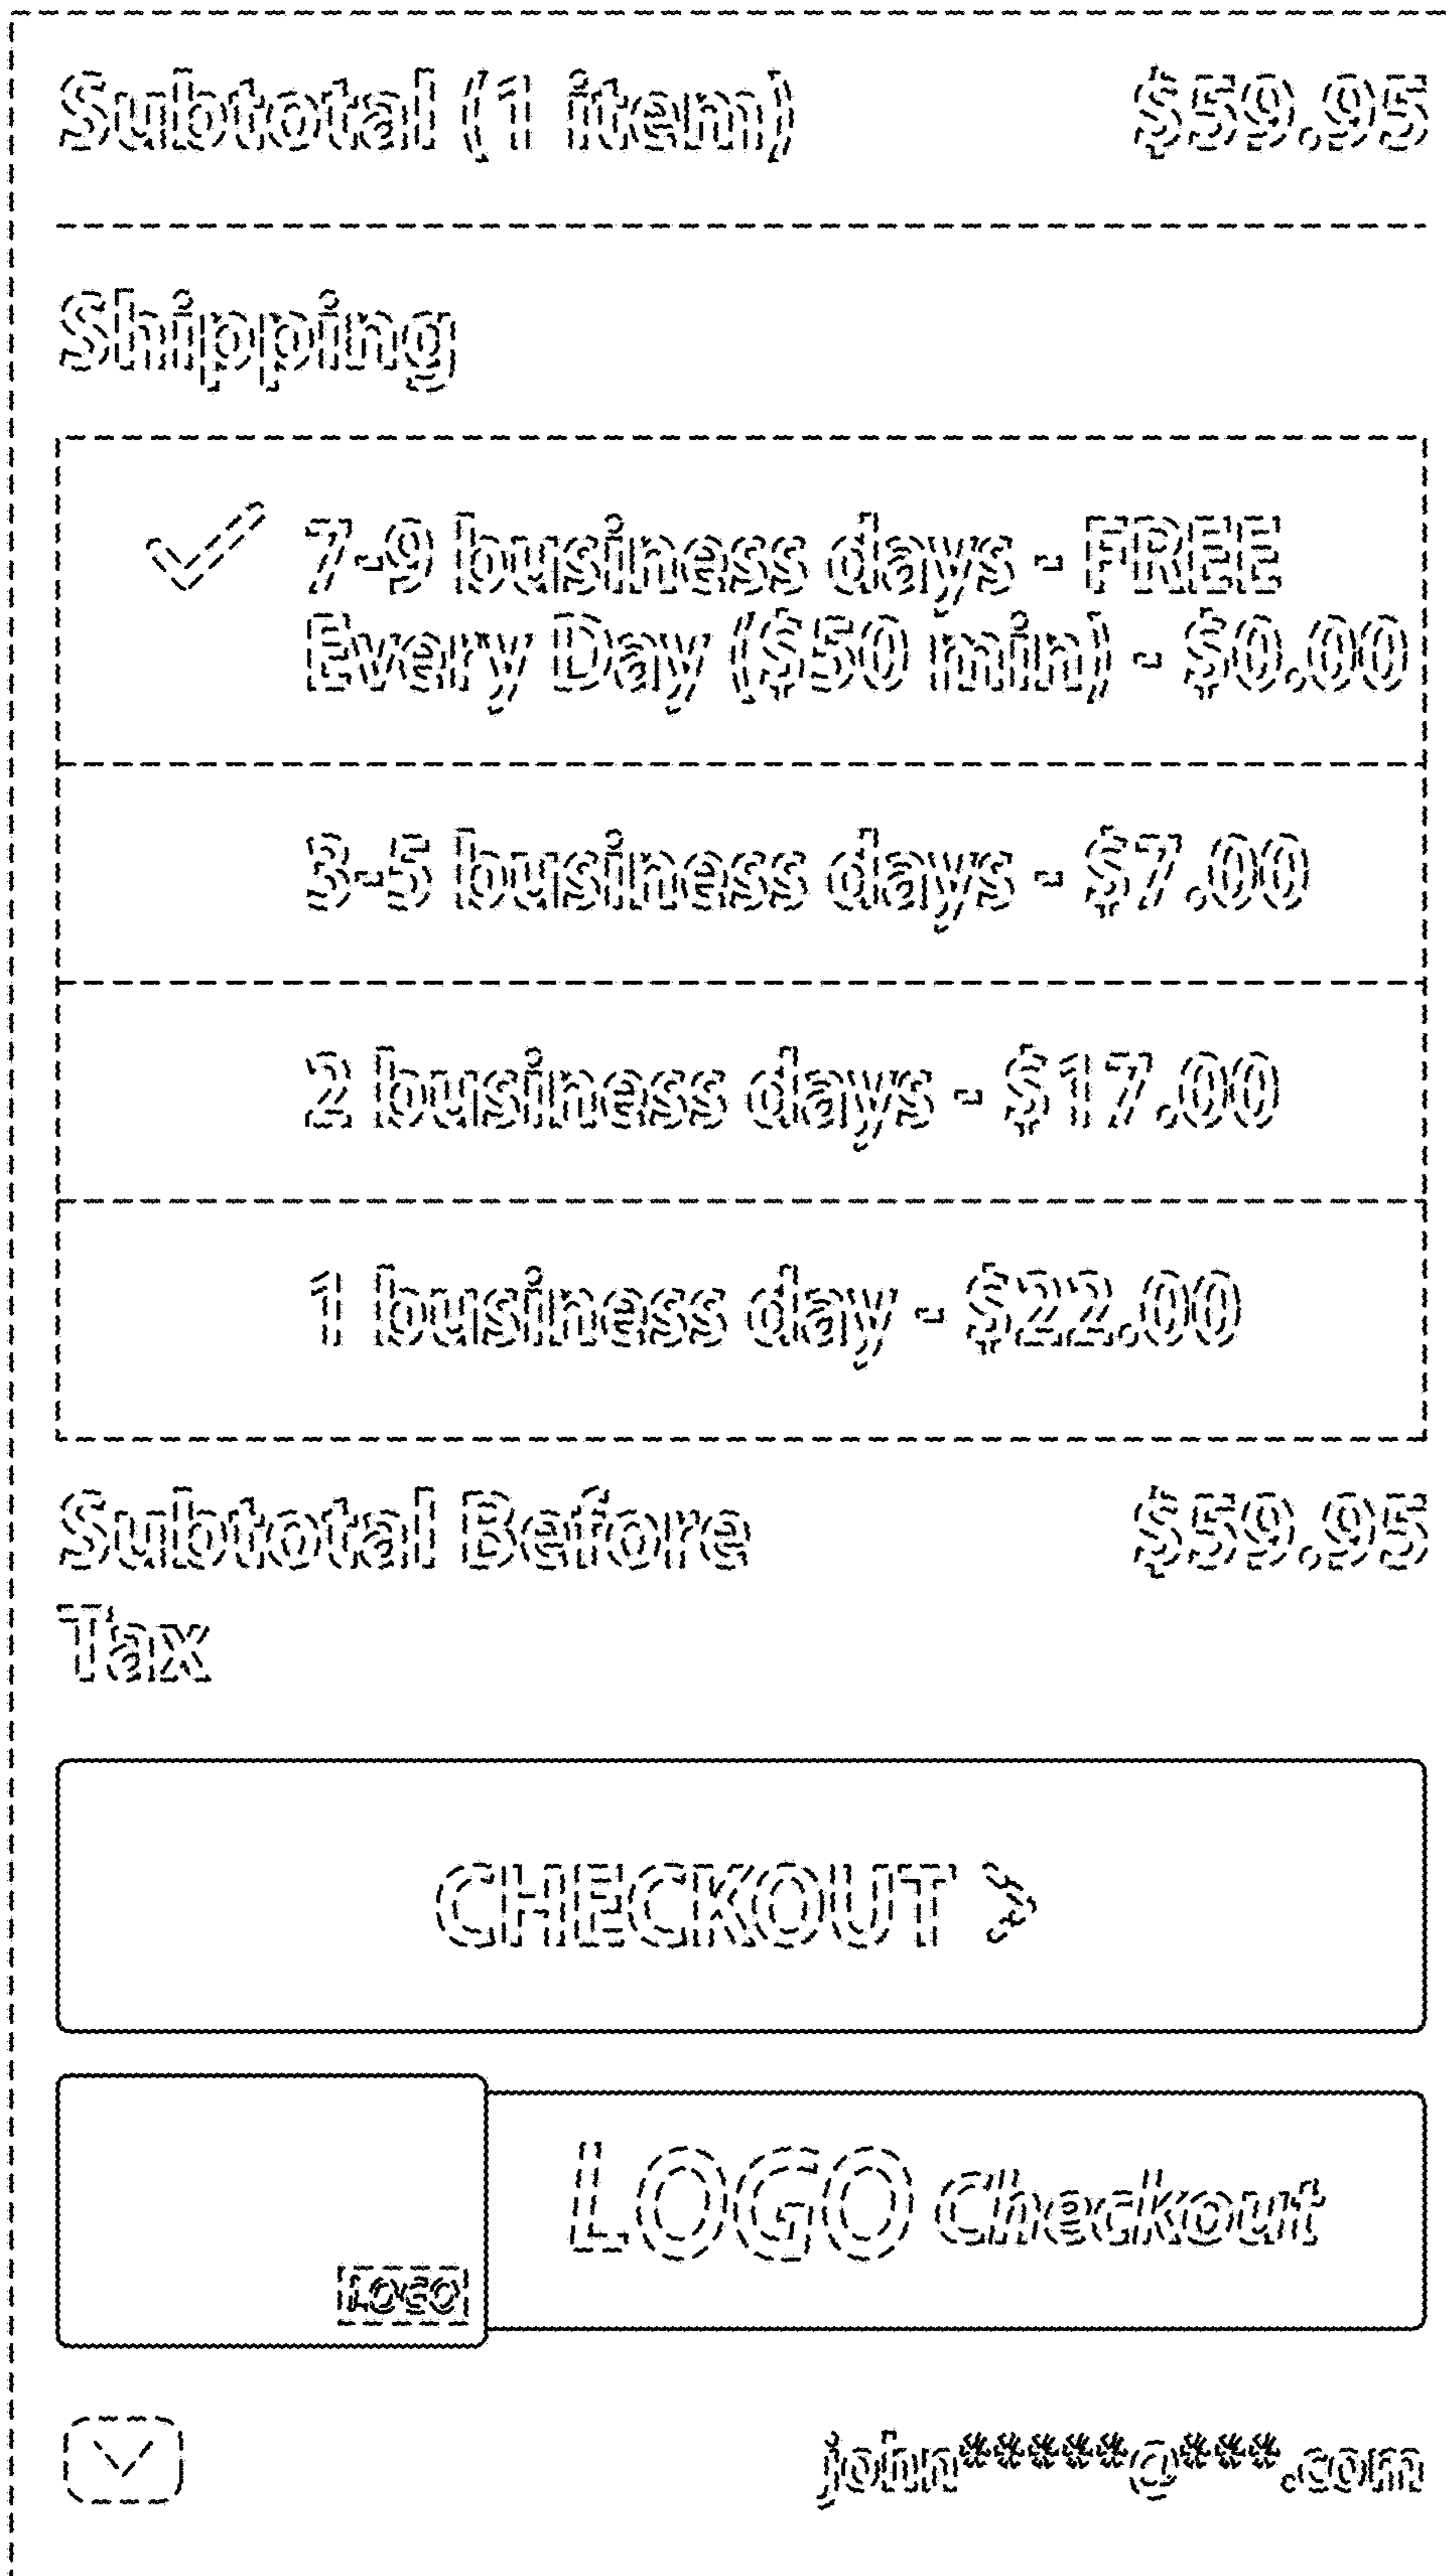 Subtotal (1 item) $59.95
Shipping
7-9 business days - FREE
Every Day ($50 min) - $0.00
3-5 business days - $7.00
2 business days - $17.00
1 business day - $22.00
Subtotal Before $59.95
Tax
CHECKOUT >
LOGO Checkout
LOGO
john*****@***.com